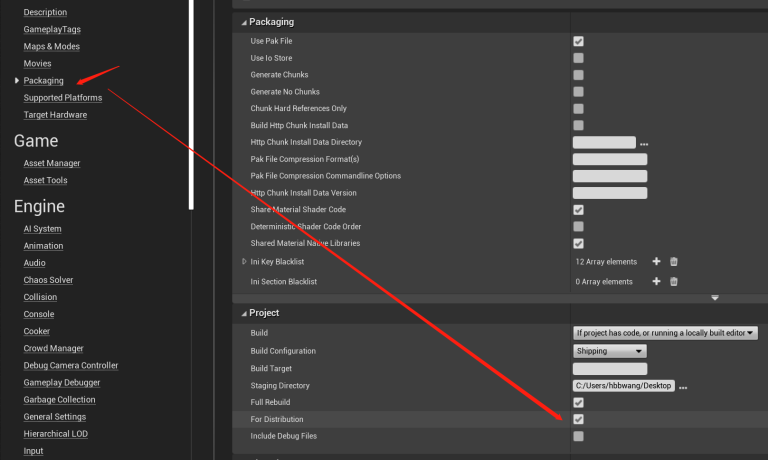 Description
GameplayTags
Maps & Modes
Movies
Packaging
Supported Platforms
Target Hardware
Game
Asset Manager
Asset Tools
Engine
AI System
Animation
Audio
Chaos Solver
Collision
Console
Cooker
Crowd Manager
Debug Camera Controller
Gameplay Debugger
Garbage Collection
General Settings
Hierarchical LOD
Input
Packaging
Use Pak File
Use Io Store
Generate Chunks
Generate No Chunks
Chunk Hard References Only
Build Http Chunk Install Data
Http Chunk Install Data Directory
Pak File Compression Format(s)
Pak File Compression Commandline Options
Http Chunk Install Data Version
Share Material Shader Code
Deterministic Shader Code Order
Shared Material Native Libraries
Ini Key Blacklist 12 Array elements
Ini Section Blacklist 0 Array elements
Project
Build If project has code, or running a locally built editor
Build Configuration Shipping
Build Target
Staging Directory C:/Users/hbbwang/Desktop
Full Rebuild
For Distribution
Include Debug Files